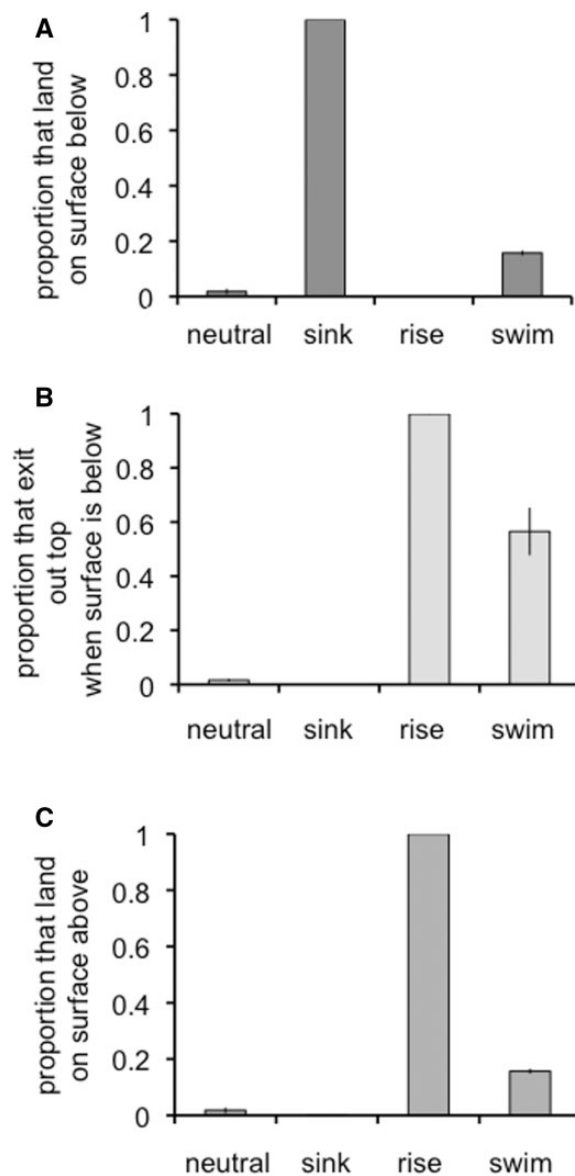 A
proportion that land
on surface below
1
0.8
0.6
0.4
0.2
0
neutral sink rise swim
B
proportion that exit
out top
when surface is below
1
0.8
0.6
0.4
0.2
0
neutral sink rise swim
C
proportion that land
on surface above
1
0.8
0.6
0.4
0.2
0
neutral sink rise swim